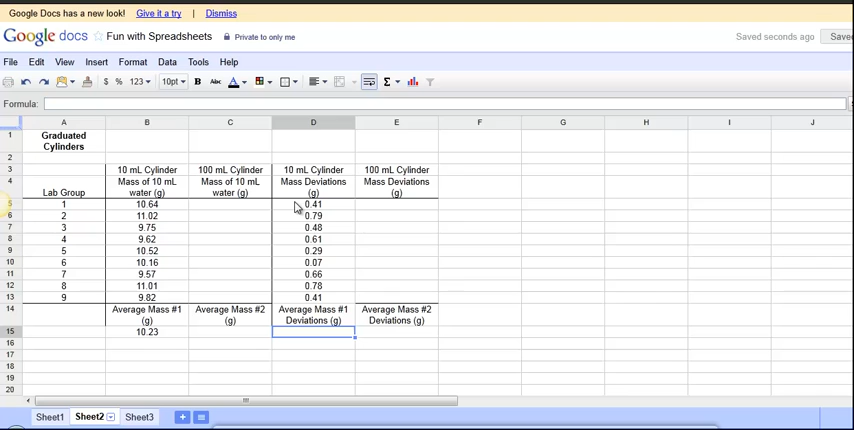 Google Docs has a new look! Give it a try | Dismiss
Google docs Fun with Spreadsheets Private to only me Saved seconds ago Save
File Edit View Insert Format Data Tools Help
$ % 123 10pt B Abc A Σ
Formula:
A B C D E F G H I J
1 Graduated
Cylinders
2
3 10 mL Cylinder 100 mL Cylinder 10 mL Cylinder 100 mL Cylinder
4 Mass of 10 mL Mass of 10 mL Mass Deviations Mass Deviations
Lab Group water (g) water (g) (g) (g)
5 1 10.64 0.41
6 2 11.02 0.79
7 3 9.75 0.48
8 4 9.62 0.61
9 5 10.52 0.29
10 6 10.16 0.07
11 7 9.57 0.66
12 8 11.01 0.78
13 9 9.82 0.41
14 Average Mass #1 Average Mass #2 Average Mass #1 Average Mass #2
(g) (g) Deviations (g) Deviations (g)
15 10.23
16
17
18
19
20
Sheet1 Sheet2 Sheet3 +